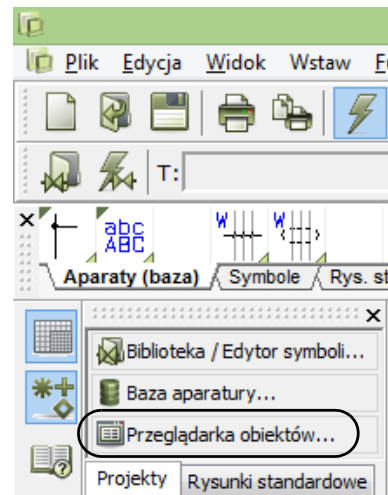 Plik Edycja Widok Wstaw
T:
abc
ABC
W W
Aparaty (baza) Symbole Rys. st
Biblioteka / Edytor symboli...
Baza aparatury...
Przeglądarka obiektów...
Projekty Rysunki standardowe